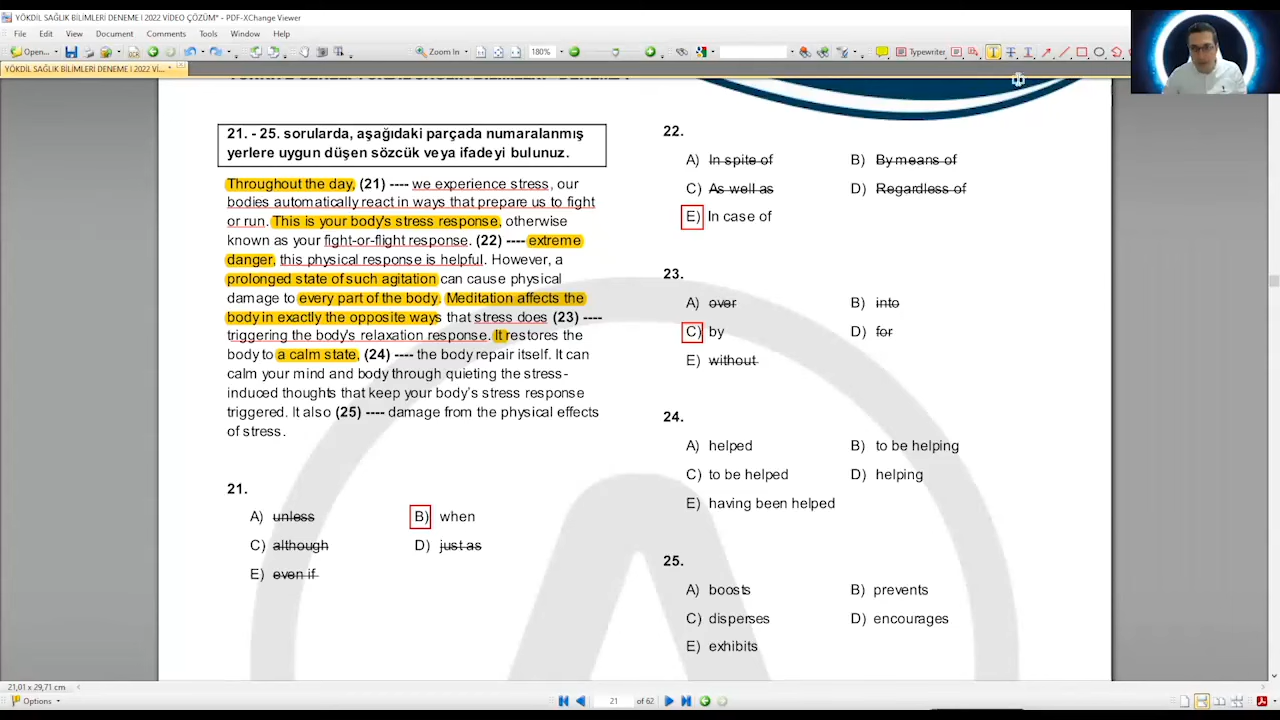 YÖKDİL SAĞLIK BİLİMLERİ DENEME I 2022 VİDEO ÇÖZÜM* - PDF-XChange Viewer
File Edit View Document Comments Tools Window Help
Open... Zoom In 180% Typewriter
YÖKDİL SAĞLIK BİLİMLERİ DENEME I 2022 Vİ... *
21. - 25. sorularda, aşağıdaki parçada numaralanmış
yerlere uygun düşen sözcük veya ifadeyi bulunuz.
Throughout the day, (21) ---- we experience stress, our
bodies automatically react in ways that prepare us to fight
or run. This is your body's stress response, otherwise
known as your fight-or-flight response. (22) ---- extreme
danger, this physical response is helpful. However, a
prolonged state of such agitation can cause physical
damage to every part of the body. Meditation affects the
body in exactly the opposite ways that stress does (23) ----
triggering the body's relaxation response. It restores the
body to a calm state, (24) ---- the body repair itself. It can
calm your mind and body through quieting the stress-
induced thoughts that keep your body's stress response
triggered. It also (25) ---- damage from the physical effects
of stress.
21.
A) unless B) when
C) although D) just as
E) even if
22.
A) In spite of B) By means of
C) As well as D) Regardless of
E) In case of
23.
A) over B) into
C) by D) for
E) without
24.
A) helped B) to be helping
C) to be helped D) helping
E) having been helped
25.
A) boosts B) prevents
C) disperses D) encourages
E) exhibits
21,01 x 29,71 cm
Options 21 of 62